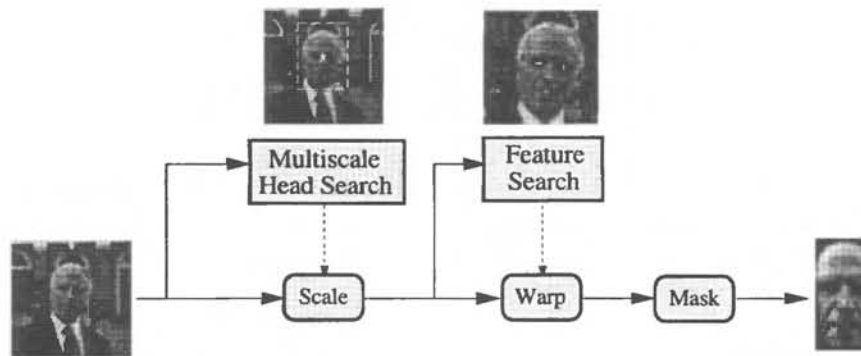 Multiscale
Head Search
Feature
Search
Scale
Warp
Mask